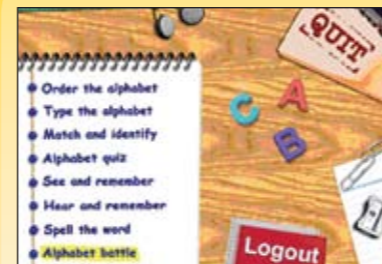 QUIT
Order the alphabet
Type the alphabet
Match and identify
Alphabet quiz
See and remember
Hear and remember
Spell the word
Alphabet battle
C
A
B
Logout